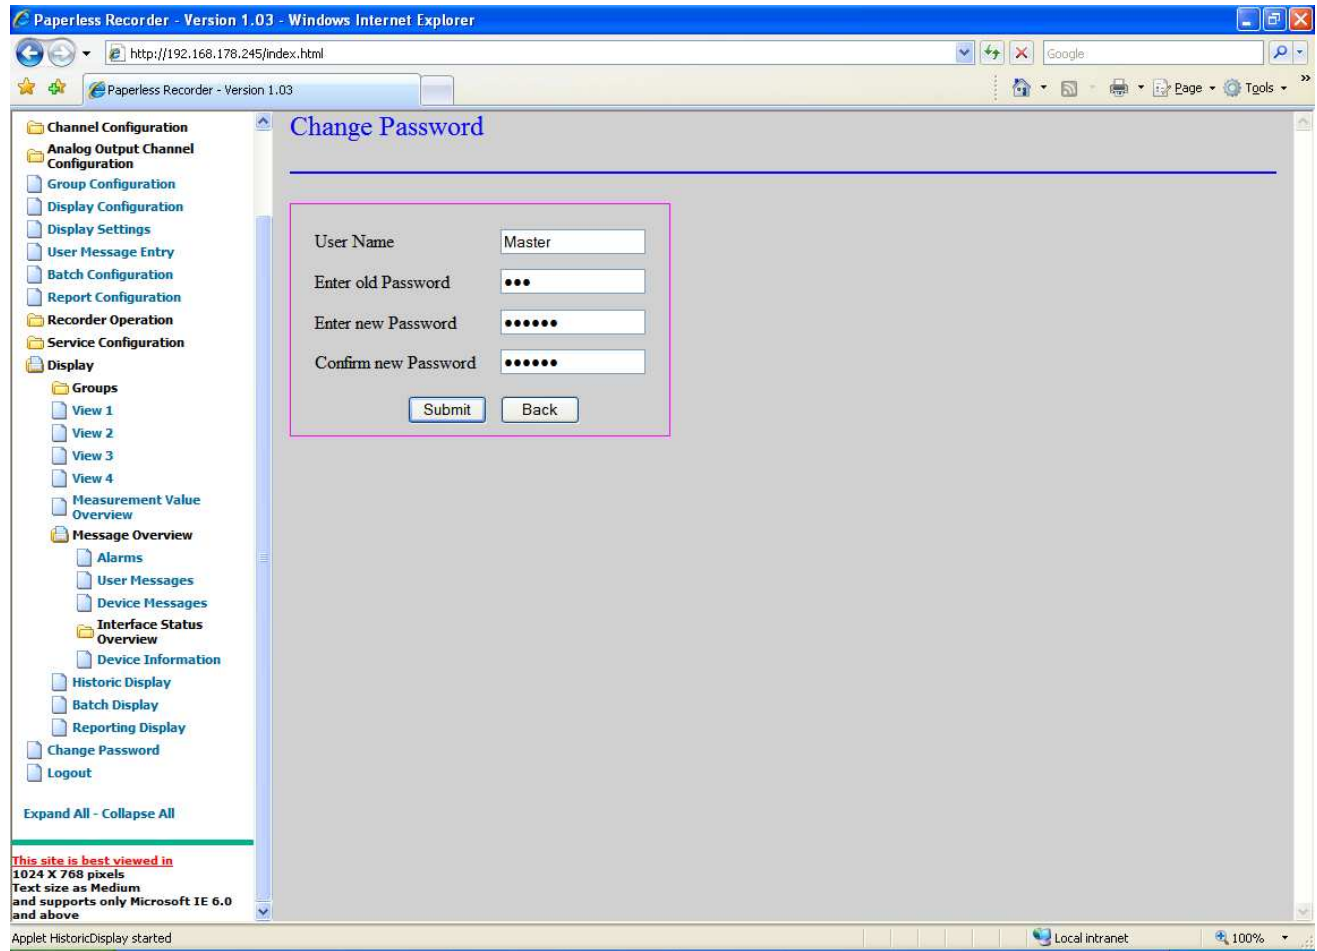 Paperless Recorder - Version 1.03 - Windows Internet Explorer
http://192.168.178.245/index.html
Google
Paperless Recorder - Version 1.03
Page
Tools
»
Channel Configuration
Analog Output Channel
Configuration
Group Configuration
Display Configuration
Display Settings
User Message Entry
Batch Configuration
Report Configuration
Recorder Operation
Service Configuration
Display
Groups
View 1
View 2
View 3
View 4
Measurement Value
Overview
Message Overview
Alarms
User Messages
Device Messages
Interface Status
Overview
Device Information
Historic Display
Batch Display
Reporting Display
Change Password
Logout
Expand All - Collapse All
This site is best viewed in
1024 X 768 pixels
Text size as Medium
and supports only Microsoft IE 6.0
and above
Change Password
User Name Master
Enter old Password •••
Enter new Password ••••••
Confirm new Password ••••••
Submit Back
Applet HistoricDisplay started
Local intranet
100%